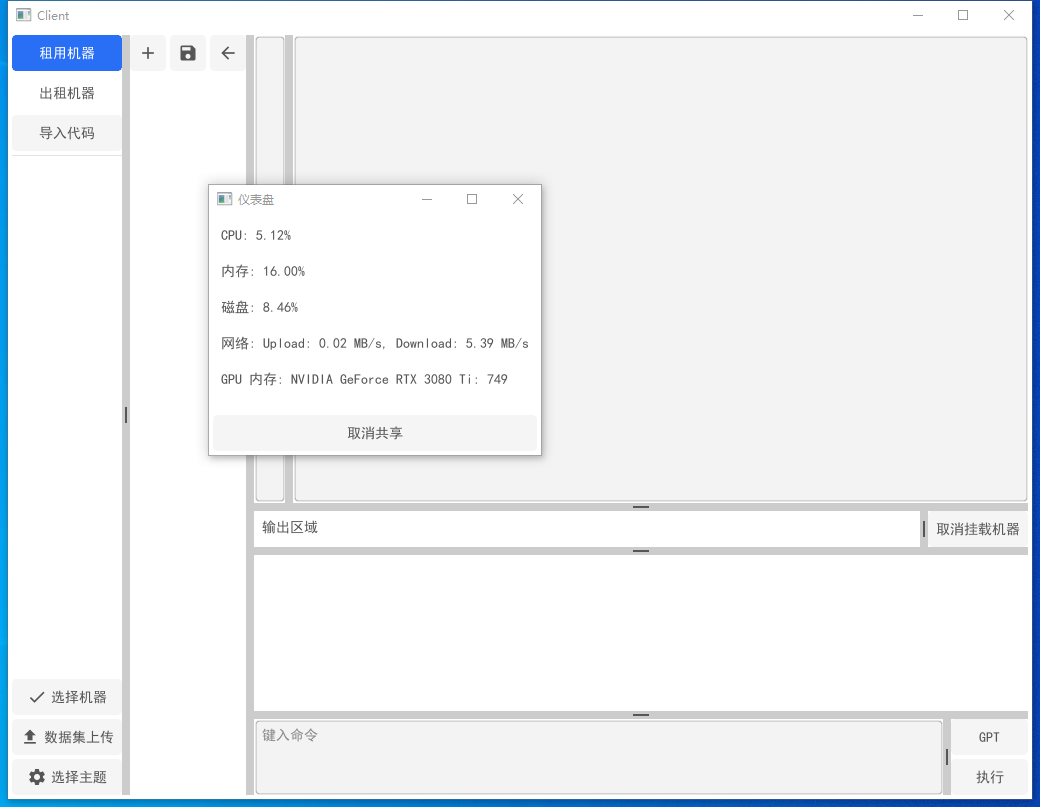 Client
租用机器
出租机器
导入代码
仪表盘
CPU: 5.12%
内存: 16.00%
磁盘: 8.46%
网络: Upload: 0.02 MB/s, Download: 5.39 MB/s
GPU 内存: NVIDIA GeForce RTX 3080 Ti: 749
取消共享
输出区域
取消挂载机器
选择机器
数据集上传
选择主题
键入命令
GPT
执行